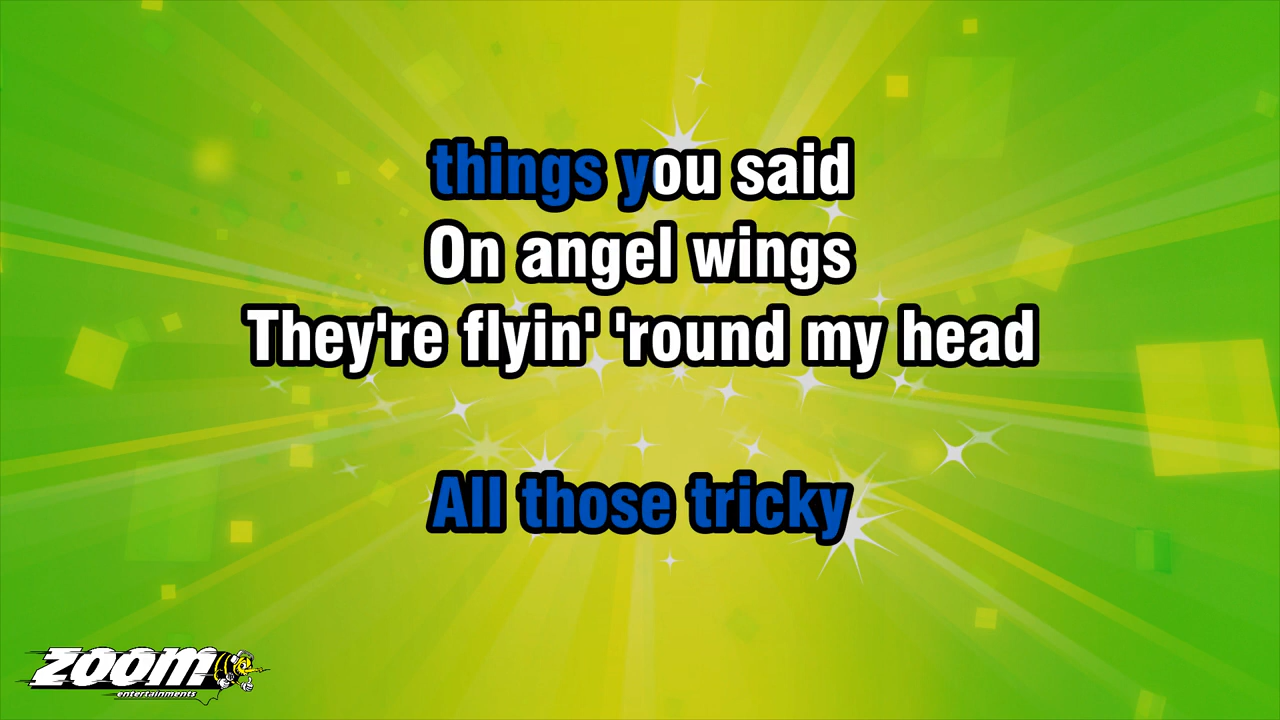 things you said
On angel wings
They're flyin' 'round my head
All those tricky
zoom
entertainments